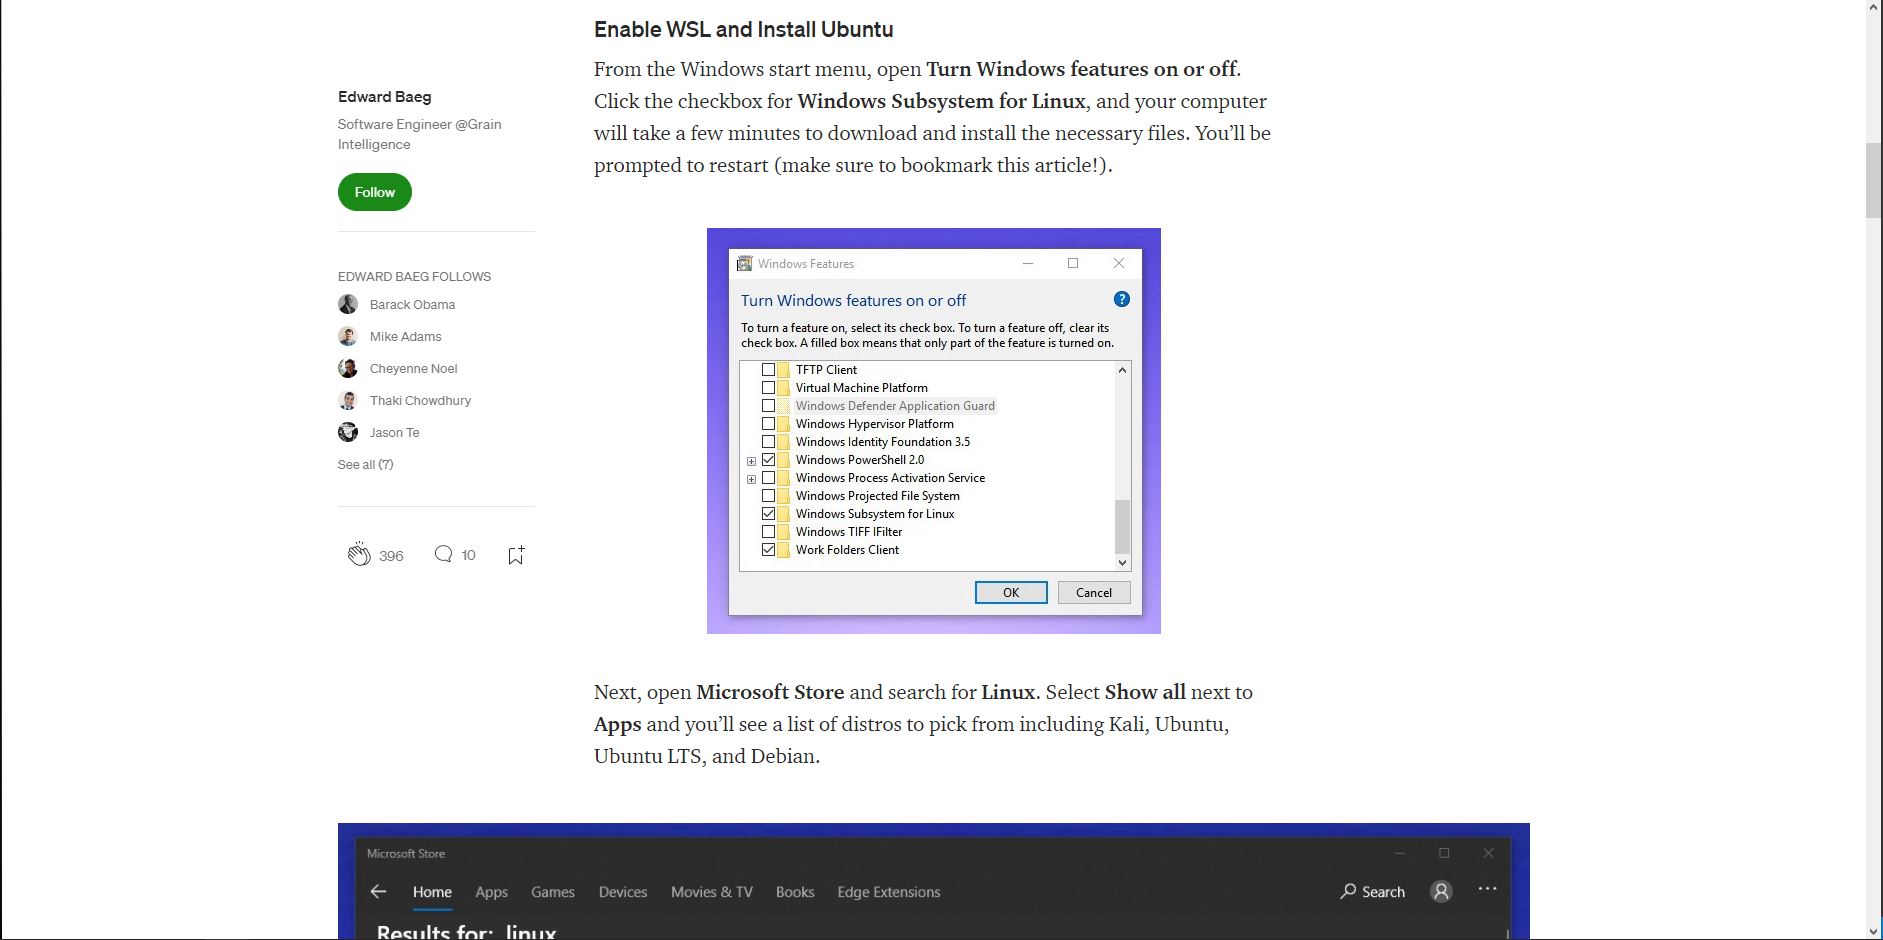 Enable WSL and Install Ubuntu
From the Windows start menu, open Turn Windows features on or off.
Click the checkbox for Windows Subsystem for Linux, and your computer
will take a few minutes to download and install the necessary files. You’ll be
prompted to restart (make sure to bookmark this article!).
Edward Baeg
Software Engineer @Grain
Intelligence
Follow
EDWARD BAEG FOLLOWS
Barack Obama
Mike Adams
Cheyenne Noel
Thaki Chowdhury
Jason Te
See all (7)
396
10
Windows Features
Turn Windows features on or off
?
To turn a feature on, select its check box. To turn a feature off, clear its
check box. A filled box means that only part of the feature is turned on.
TFTP Client
Virtual Machine Platform
Windows Defender Application Guard
Windows Hypervisor Platform
Windows Identity Foundation 3.5
Windows PowerShell 2.0
Windows Process Activation Service
Windows Projected File System
Windows Subsystem for Linux
Windows TIFF IFilter
Work Folders Client
OK Cancel
Next, open Microsoft Store and search for Linux. Select Show all next to
Apps and you’ll see a list of distros to pick from including Kali, Ubuntu,
Ubuntu LTS, and Debian.
Microsoft Store
Home Apps Games Devices Movies & TV Books Edge Extensions Search
Results for: linux